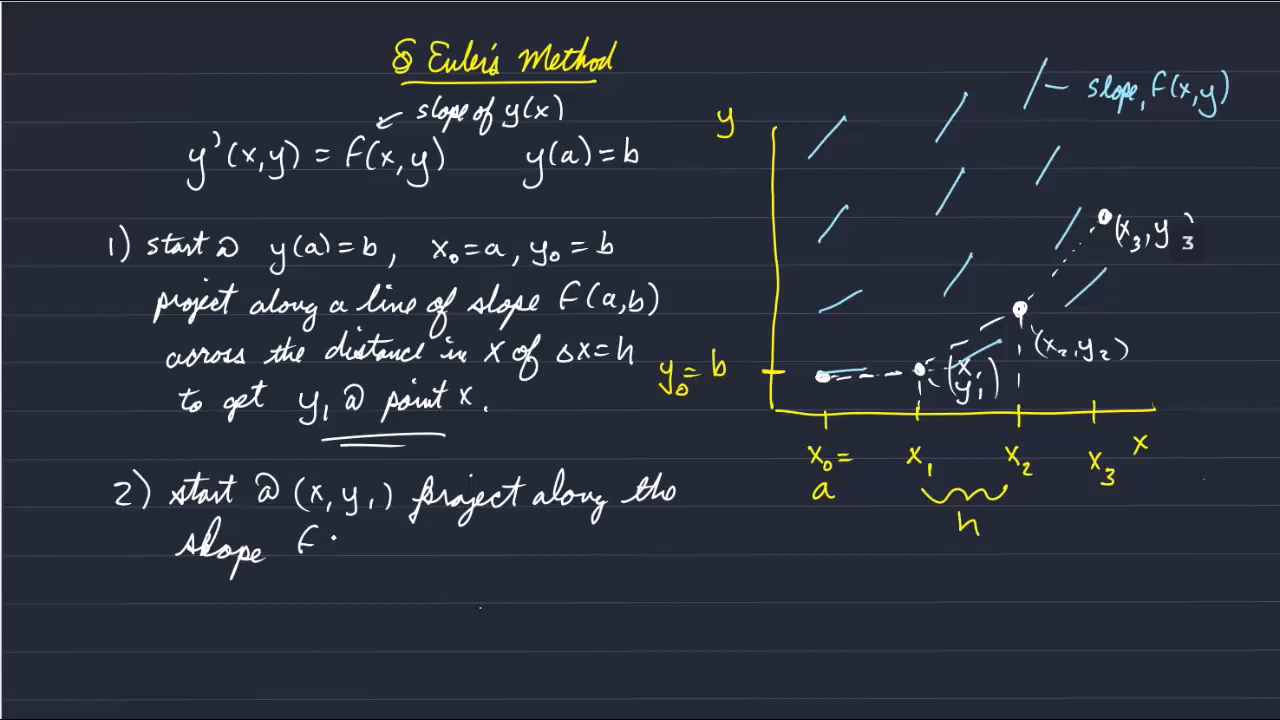 § Euler's Method
slope of y(x)
y'(x,y) = f(x,y) y(a)=b
1) start @ y(a)=b, x₀=a, y₀=b
project along a line of slope f(a,b)
across the distance in x of Δx=h
to get y₁ @ point x.
2) start @ (x, y₁) project along the
slope f
y
slope, f(x,y)
(x₃, y₃)
(x₂, y₂)
(x,
y₁)
y₀ = b
x₀ =
a
x₁
x₂
x₃
x
h